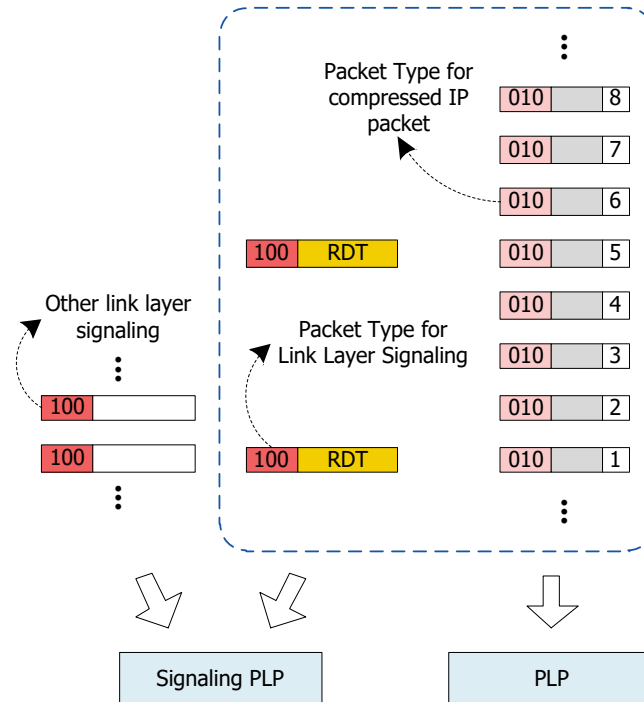 Packet Type for
compressed IP
packet
010 8
010 7
010 6
100 RDT
010 5
Other link layer
signaling
010 4
Packet Type for
Link Layer Signaling
010 3
100
010 2
100
100 RDT
010 1
Signaling PLP
PLP